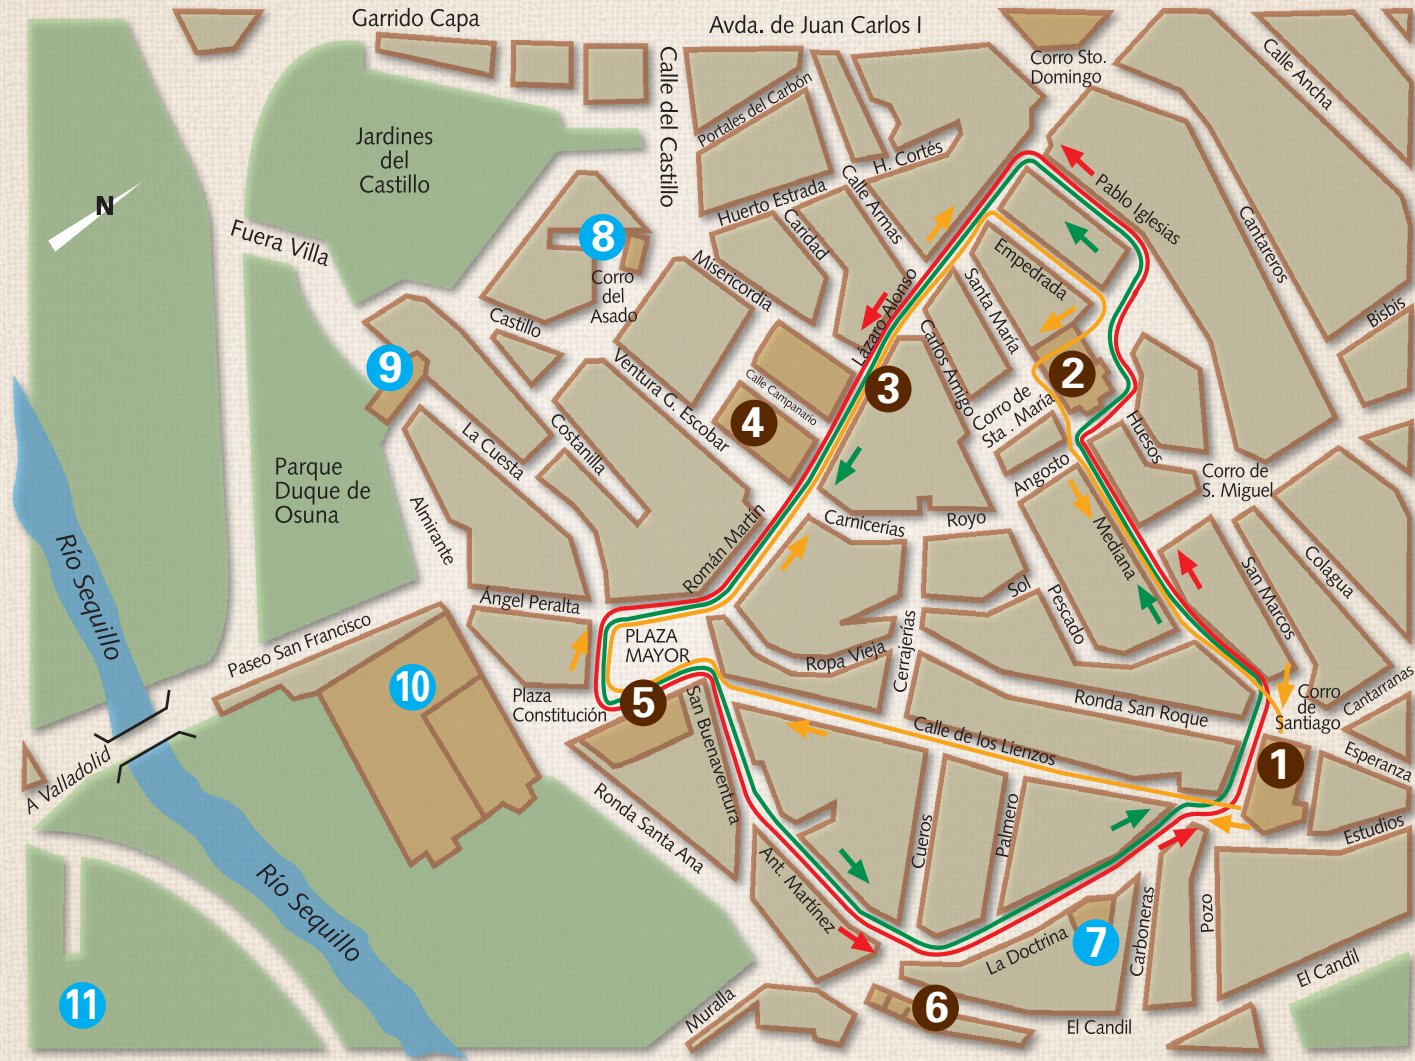 Garrido Capa
Avda. de Juan Carlos I
Calle del Castillo
Corro Sto.
Domingo
Calle Ancha
Portales del Carbón
Jardines
del
Castillo
H. Cortés
Calle Armas
Huerto Estrada
Caridad
Pablo Iglesias
Cantareros
N
Fuera Villa
8
Corro
del
Asado
Misericordia
Empedrada
Santa María
Lázaro Alonso
Carlos Amigo
Castillo
Bisbis
9
Ventura G. Escobar
Calle Campanario
3
2
4
Corro de
Sta. María
Huesos
La Cuesta
Costanilla
Angosto
Corro de
S. Miguel
Parque
Duque de
Osuna
Almirante
Carnicerías
Royo
Mediana
Román Martín
Río Sequillo
Colagua
San Marcos
Sol
Pescado
Ángel Peralta
Paseo San Francisco
PLAZA
MAYOR
Ropa Vieja
Cerrajerías
10
Plaza
Constitución
5
San Buenaventura
Ronda San Roque
Corro
de
Santiago
Cantarranas
Calle de los Lienzos
Esperanza
1
A Valladolid
Ronda Santa Ana
Cueros
Palmero
Estudios
Río Sequillo
Ant. Martínez
La Doctrina
7
Carboneras
Pozo
El Candil
11
Muralla
6
El Candil